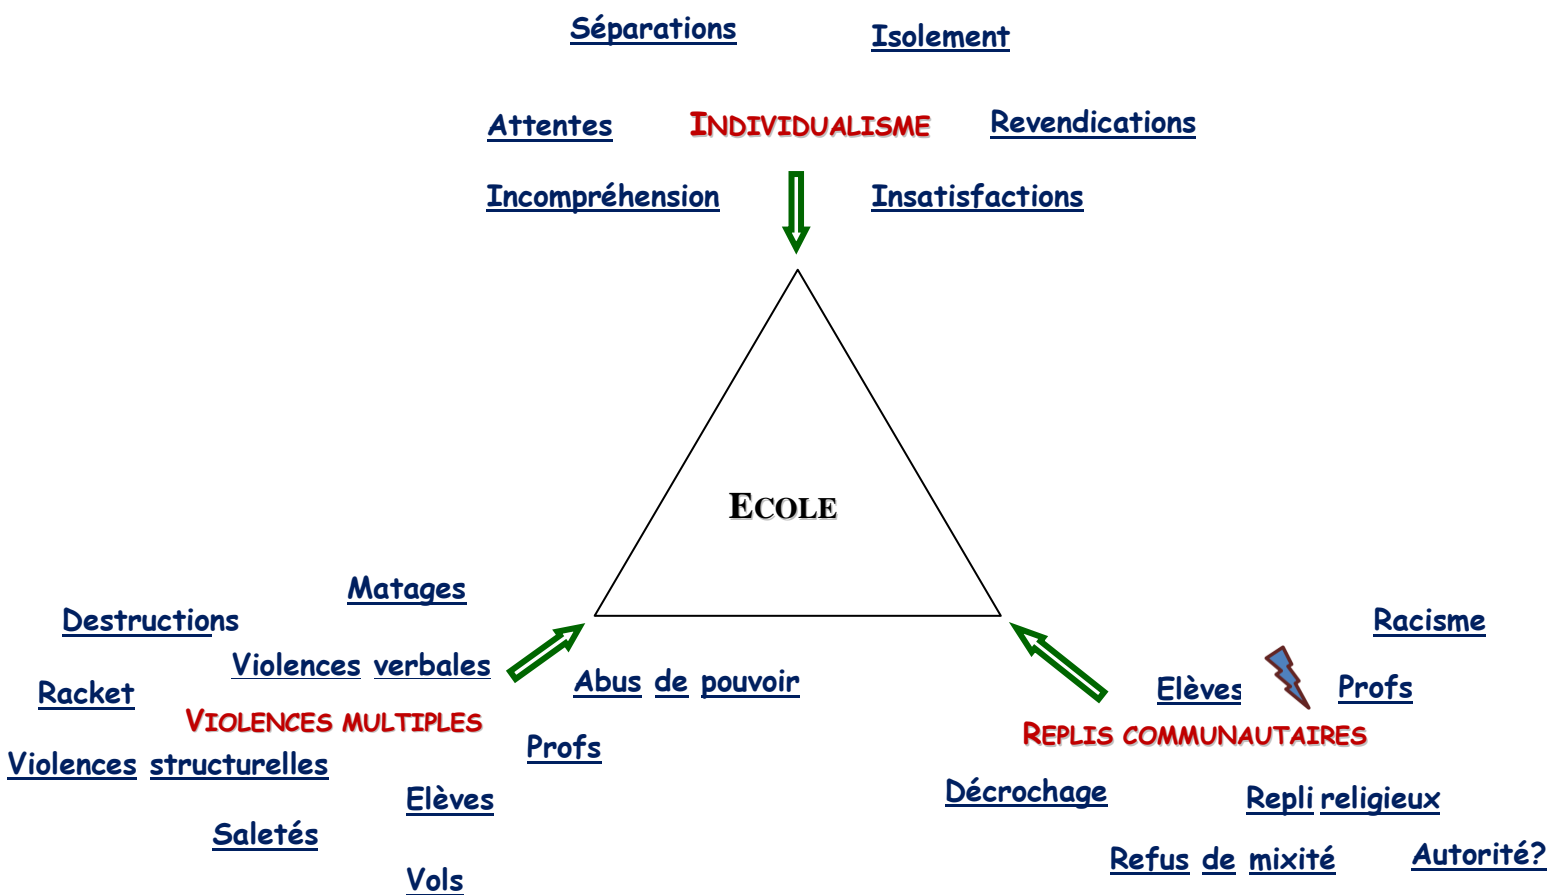 Séparations
Isolement
Attentes
INDIVIDUALISME
Revendications
Incompréhension
Insatisfactions
ECOLE
Matages
Destructions
Racisme
Violences verbales
Abus de pouvoir
Elèves
Profs
Racket
VIOLENCES MULTIPLES
REPLIS COMMUNAUTAIRES
Profs
Violences structurelles
Elèves
Décrochage
Repli religieux
Saletés
Refus de mixité
Autorité?
Vols